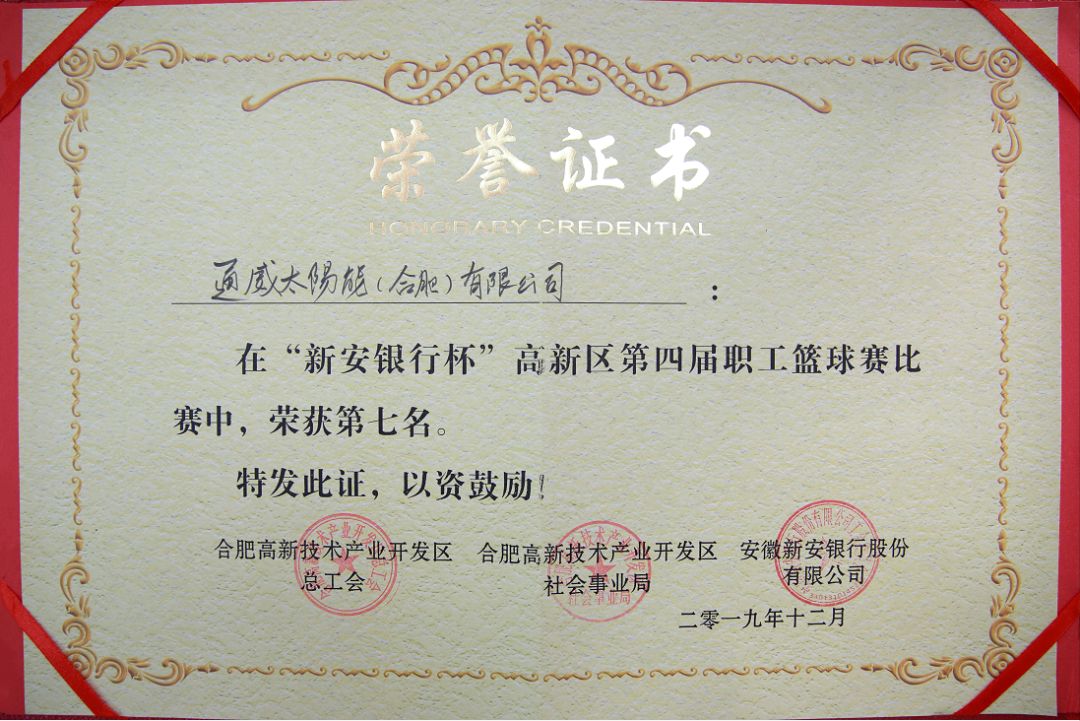 荣誉证书
HONORARY CREDENTIAL
通威太陽能(合肥)有限公司:
在“新安银行杯”高新区第四届职工篮球赛比
赛中，荣获第七名。
特发此证，以资鼓励！
合肥高新技术产业开发区 合肥高新技术产业开发区 安徽新安银行股份
总工会 社会事业局 有限公司
二零一九年十二月